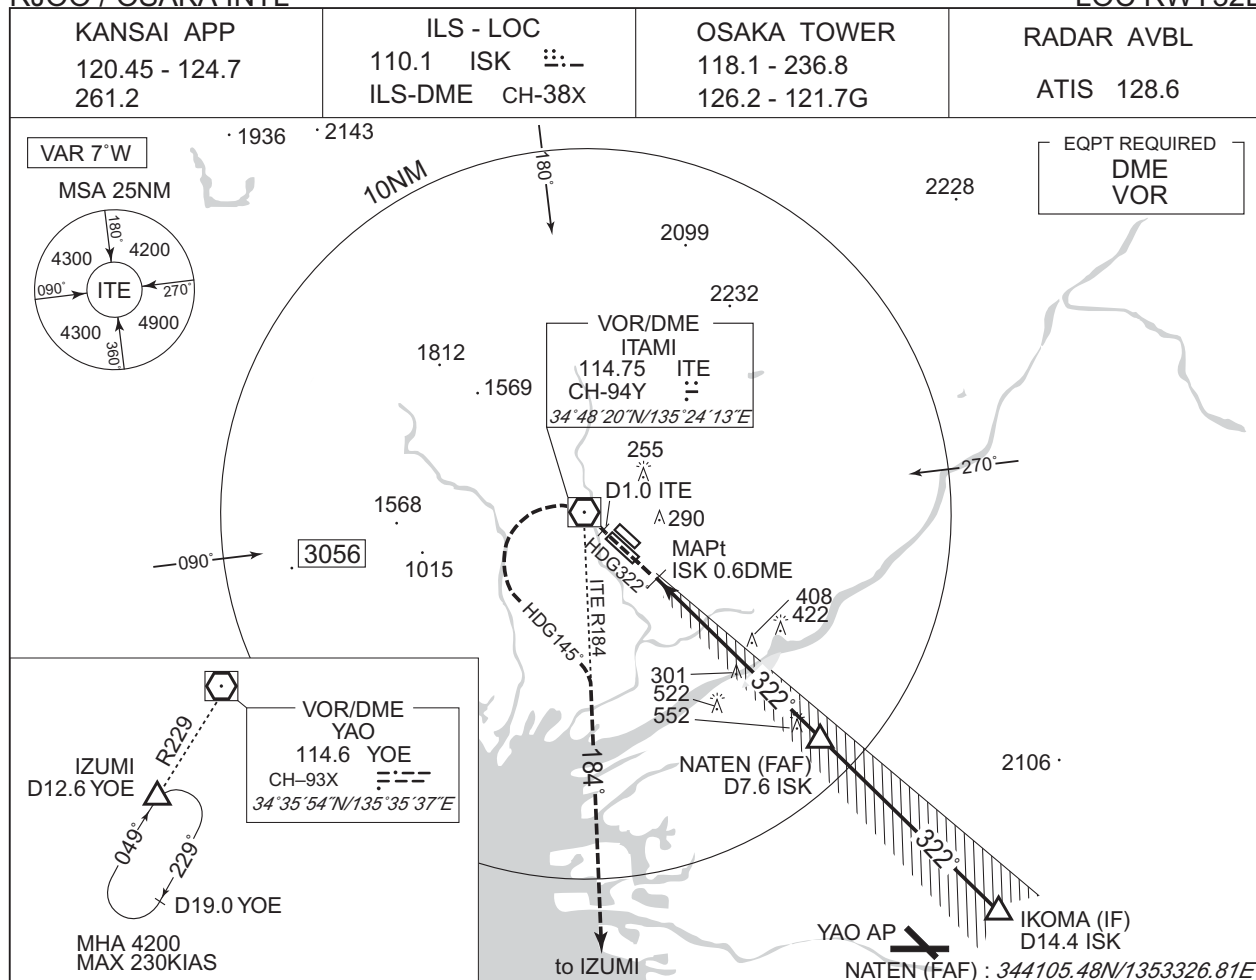 RJOO / OSAKA INTL
LOC RWY32L
KANSAI APP
120.45 - 124.7
261.2
ILS - LOC
110.1 ISK
ILS-DME CH-38X
OSAKA TOWER
118.1 - 236.8
126.2 - 121.7G
RADAR AVBL
ATIS 128.6
VAR 7°W
MSA 25NM
180°
4300
4200
090°
ITE
270°
4300
4900
360°
1936
2143
10NM
180°
EQPT REQUIRED
DME
VOR
2228
2099
2232
VOR/DME
ITAMI
114.75 ITE
CH-94Y
34°48´20˝N/135°24´13˝E
1812
1569
255
270°
D1.0 ITE
290
1568
090°
3056
1015
HDG322°
MAPt
ISK 0.6DME
ITE R184
HDG145°
408
422
301
522
552
322°
NATEN (FAF)
D7.6 ISK
2106
184°
322°
VOR/DME
YAO
114.6 YOE
CH–93X
34°35´54˝N/135°35´37˝E
R229
IZUMI
D12.6 YOE
049°
229°
D19.0 YOE
MHA 4200
MAX 230KIAS
to IZUMI
YAO AP
IKOMA (IF)
D14.4 ISK
NATEN (FAF) : 344105.48N/1353326.81E